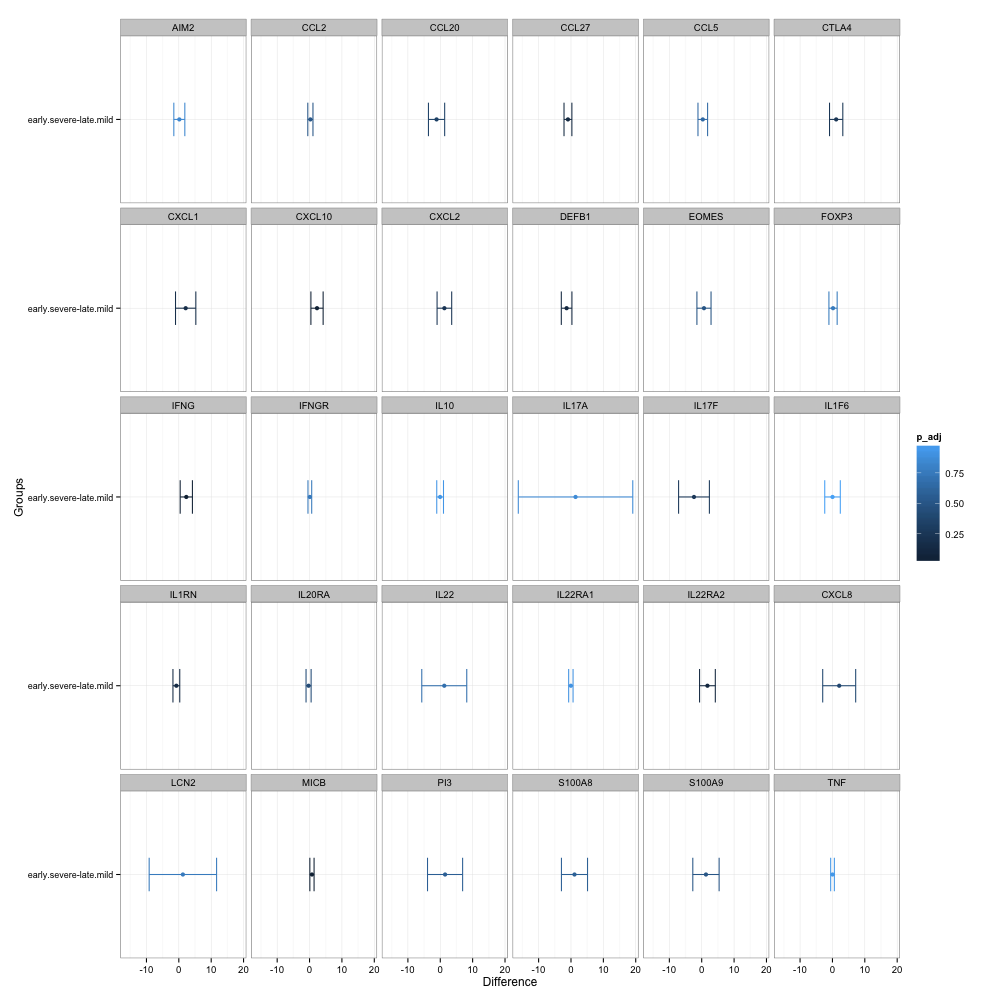 AIM2 CCL2 CCL20 CCL27 CCL5 CTLA4
early.severe-late.mild
CXCL1 CXCL10 CXCL2 DEFB1 EOMES FOXP3
early.severe-late.mild
IFNG IFNGR IL10 IL17A IL17F IL1F6
early.severe-late.mild
IL1RN IL20RA IL22 IL22RA1 IL22RA2 CXCL8
early.severe-late.mild
LCN2 MICB PI3 S100A8 S100A9 TNF
early.severe-late.mild
-10 0 10 20 -10 0 10 20 -10 0 10 20 -10 0 10 20 -10 0 10 20 -10 0 10 20
Difference
Groups
p_adj
0.75
0.50
0.25